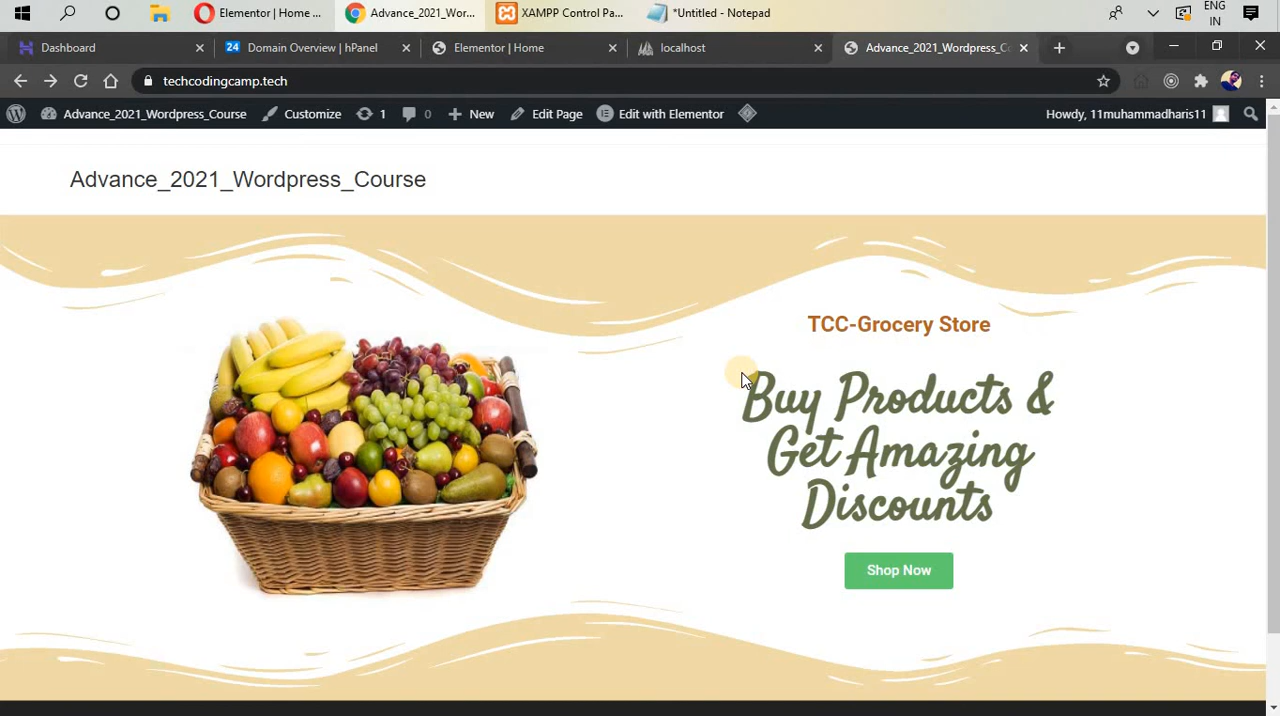 Elementor | Home ...
Advance_2021_Wor...
XAMPP Control Pa...
*Untitled - Notepad
ENG
IN
Dashboard
24 Domain Overview | hPanel
Elementor | Home
localhost
Advance_2021_Wordpress_Co
techcodingcamp.tech
Advance_2021_Wordpress_Course
Customize
1
0
New
Edit Page
Edit with Elementor
Howdy, 11muhammadharis11
Advance_2021_Wordpress_Course
TCC-Grocery Store
Buy Products &
Get Amazing
Discounts
Shop Now